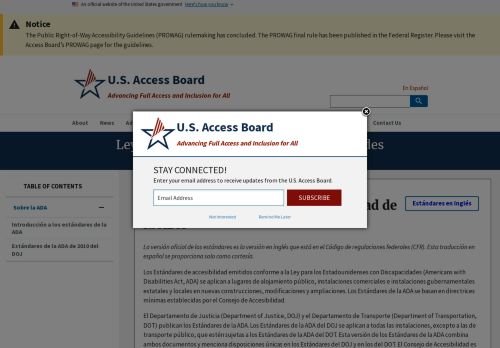 An official website of the United States government Here's how you know
Notice
The Public Right-of-Way Accessibility Guidelines (PROWAG) rulemaking has concluded. The PROWAG final rule has been published in the Federal Register. Please visit the
Access Board's PROWAG page for the guidelines.
U.S. Access Board
Advancing Full Access and Inclusion for All
En Español
About News
Contact Us
U.S. Access Board
Advancing Full Access and Inclusion for All
STAY CONNECTED!
Enter your email address to receive updates from the U.S. Access Board.
Email Address
SUBSCRIBE
Not Interested Remind Me Later
TABLE OF CONTENTS
Sobre la ADA
Introducción a los estándares de la
ADA
Estándares de la ADA de 2010 del
DOJ
de
Estándares en Inglés
La versión oficial de los estándares es la versión en inglés que está en el Código de regulaciones federales (CFR). Esta traducción
en español se proporciona solo como cortesía.
Los Estándares de accesibilidad emitidos conforme a la Ley para los Estadounidenses con Discapacidades (Americans with
Disabilities Act, ADA) se aplican a lugares de alojamiento público, instalaciones comerciales e instalaciones gubernamentales
estatales y locales en nuevas construcciones, modificaciones y ampliaciones. Los Estándares de la ADA se basan en directrices
mínimas establecidas por el Consejo de Accesibilidad.
El Departamento de Justicia (Department of Justice, DOJ) y el Departamento de Transporte (Department of Transportation,
DOT) publican los Estándares de la ADA. Los Estándares de la ADA del DOJ se aplican a todas las instalaciones, excepto a las de
transporte público, que están sujetas a los Estándares de la ADA del DOT. Esta versión de los Estándares de la ADA combina
ambos documentos y menciona disposiciones únicas en los Estándares del DOJ y en los del DOT. El Consejo de Accesibilidad es